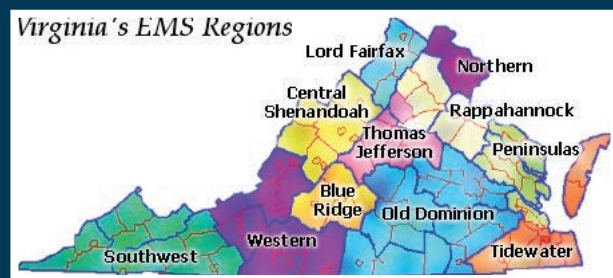 Virginia's EMS Regions
Lord Fairfax
Northern
Central
Shenandoah
Rappahannock
Thomas
Jefferson
Peninsulas
Blue
Ridge
Old Dominion
Western
Southwest
Tidewater